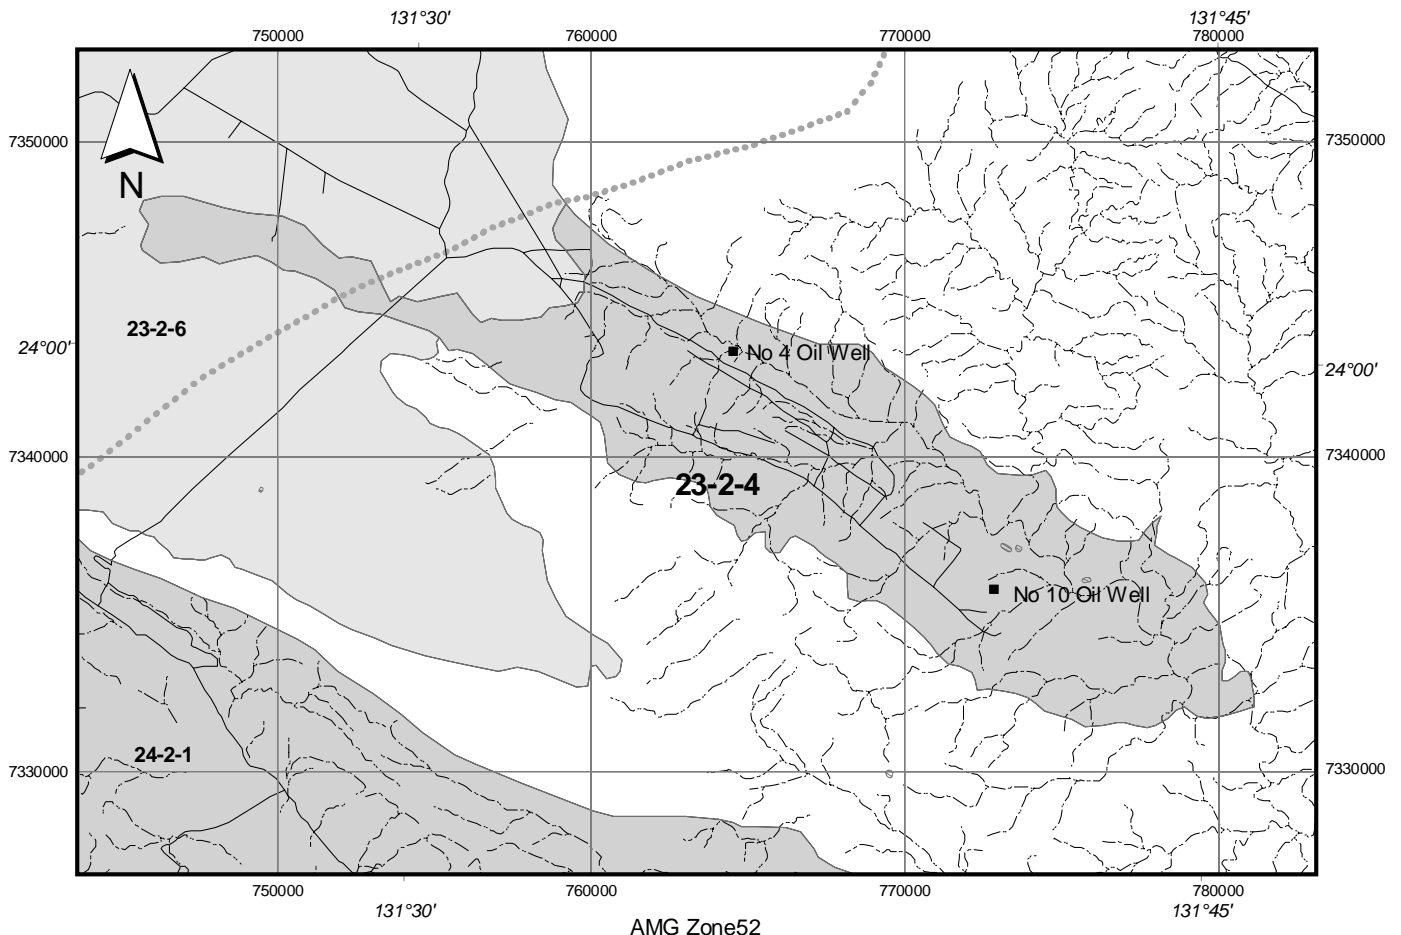 131°30' 131°45'
750000 760000 770000 780000
7350000 7350000
N
23-2-6
No 4 Oil Well
24°00' 24°00'
7340000 7340000
23-2-4
No 10 Oil Well
24-2-1
7330000 7330000
750000 760000 770000 780000
131°30' 131°45'
AMG Zone52